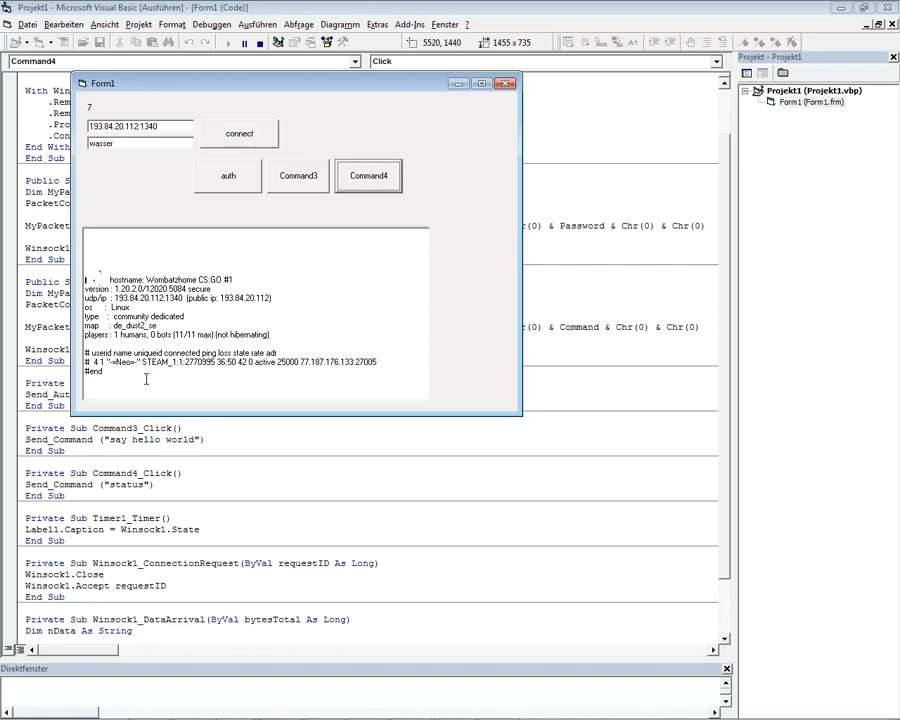 Projekt1 - Microsoft Visual Basic [Ausführen] - [Form1 (Code)]
Datei Bearbeiten Ansicht Projekt Format Debuggen Ausführen Abfrage Diagramm Extras Add-Ins Fenster ?
5520, 1440 1455 x 735
Command4 Click
Projekt - Projekt1
Projekt1 (Projekt1.vbp)
Form1 (Form1.frm)
Form1
7
193.84.20.112:1340
connect
wasser
auth Command3 Command4
hostname: Wombatzhome CS:GO #1
version : 1.20.2.0/12020 5084 secure
udp/ip : 193.84.20.112:1340 (public ip: 193.84.20.112)
os : Linux
type : community dedicated
map : de_dust2_se
players : 1 humans, 0 bots (11/11 max) (not hibernating)
# userid name uniqueid connected ping loss state rate adr
# 4 1 "-=Neo=-" STEAM_1:1:2770995 36:50 42 0 active 25000 77.187.176.133:27005
#end
With Win
.Rem
.Rem
.Pro
.Con
End With
End Sub
Public S
Dim MyPa
PacketCo
MyPacket (0) & Password & Chr(0) & Chr(0)
Winsock1
End Sub
Public S
Dim MyPa
PacketCo
MyPacket (0) & Command & Chr(0) & Chr(0)
Winsock1
End Sub
Private
Send_Aut
End Sub
Private Sub Command3_Click()
Send_Command ("say hello world")
End Sub
Private Sub Command4_Click()
Send_Command ("status")
End Sub
Private Sub Timer1_Timer()
Label1.Caption = Winsock1.State
End Sub
Private Sub Winsock1_ConnectionRequest(ByVal requestID As Long)
Winsock1.Close
Winsock1.Accept requestID
End Sub
Private Sub Winsock1_DataArrival(ByVal bytesTotal As Long)
Dim nData As String
Direktfenster